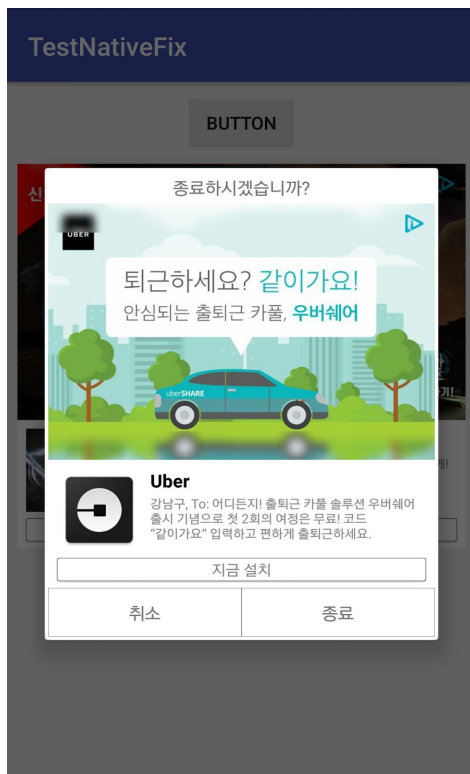 TestNativeFix
BUTTON
신
종료하시겠습니까?
UBER
퇴근하세요? 같이가요!
안심되는 출퇴근 카풀, 우버쉐어
uberSHARE
Uber
강남구, To: 어디든지! 출퇴근 카풀 솔루션 우버쉐어
출시 기념으로 첫 2회의 여정은 무료! 코드
“같이가요” 입력하고 편하게 출퇴근하세요.
지금 설치
취소
종료